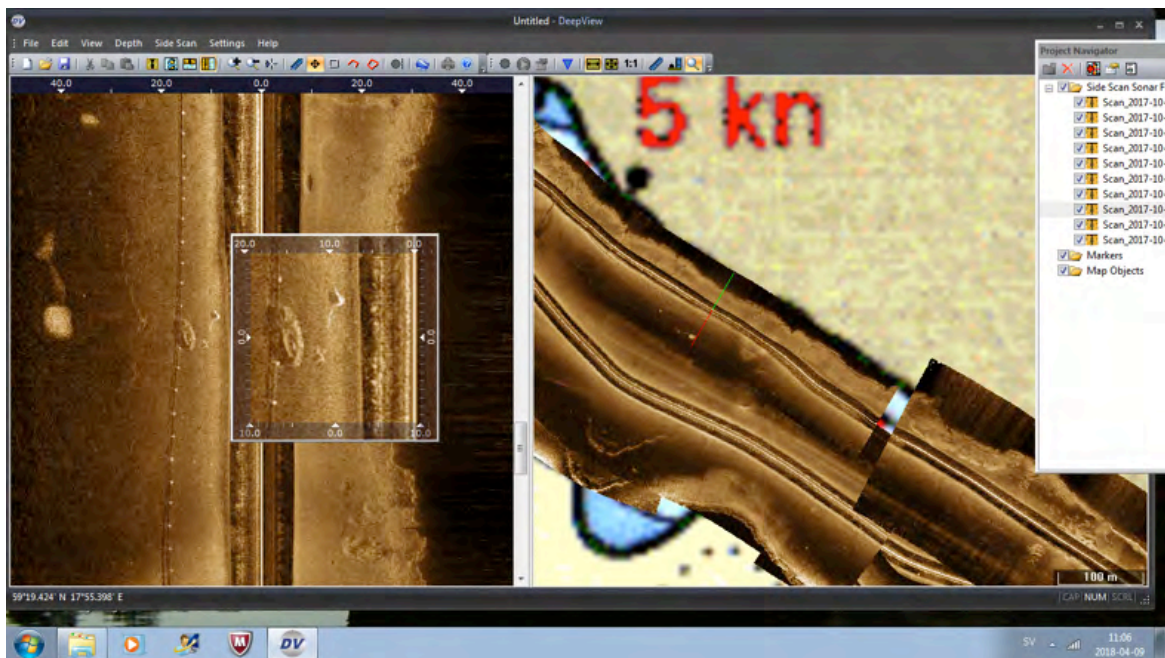 DV
Untitled - DeepView
File Edit View Depth Side Scan Settings Help
1:1
40.0 20.0 0.0 20.0 40.0
20.0 10.0 0.0
0.0 0.0
10.0 0.0 10.0
5 kn
100 m
Project Navigator
Side Scan Sonar F
Scan_2017-10-
Scan_2017-10-
Scan_2017-10-
Scan_2017-10-
Scan_2017-10-
Scan_2017-10-
Scan_2017-10-
Scan_2017-10-
Scan_2017-10-
Scan_2017-10-
Markers
Map Objects
59°19.424' N 17°55.398' E
CAP NUM SCRL
DV
SV
11:06
2018-04-09